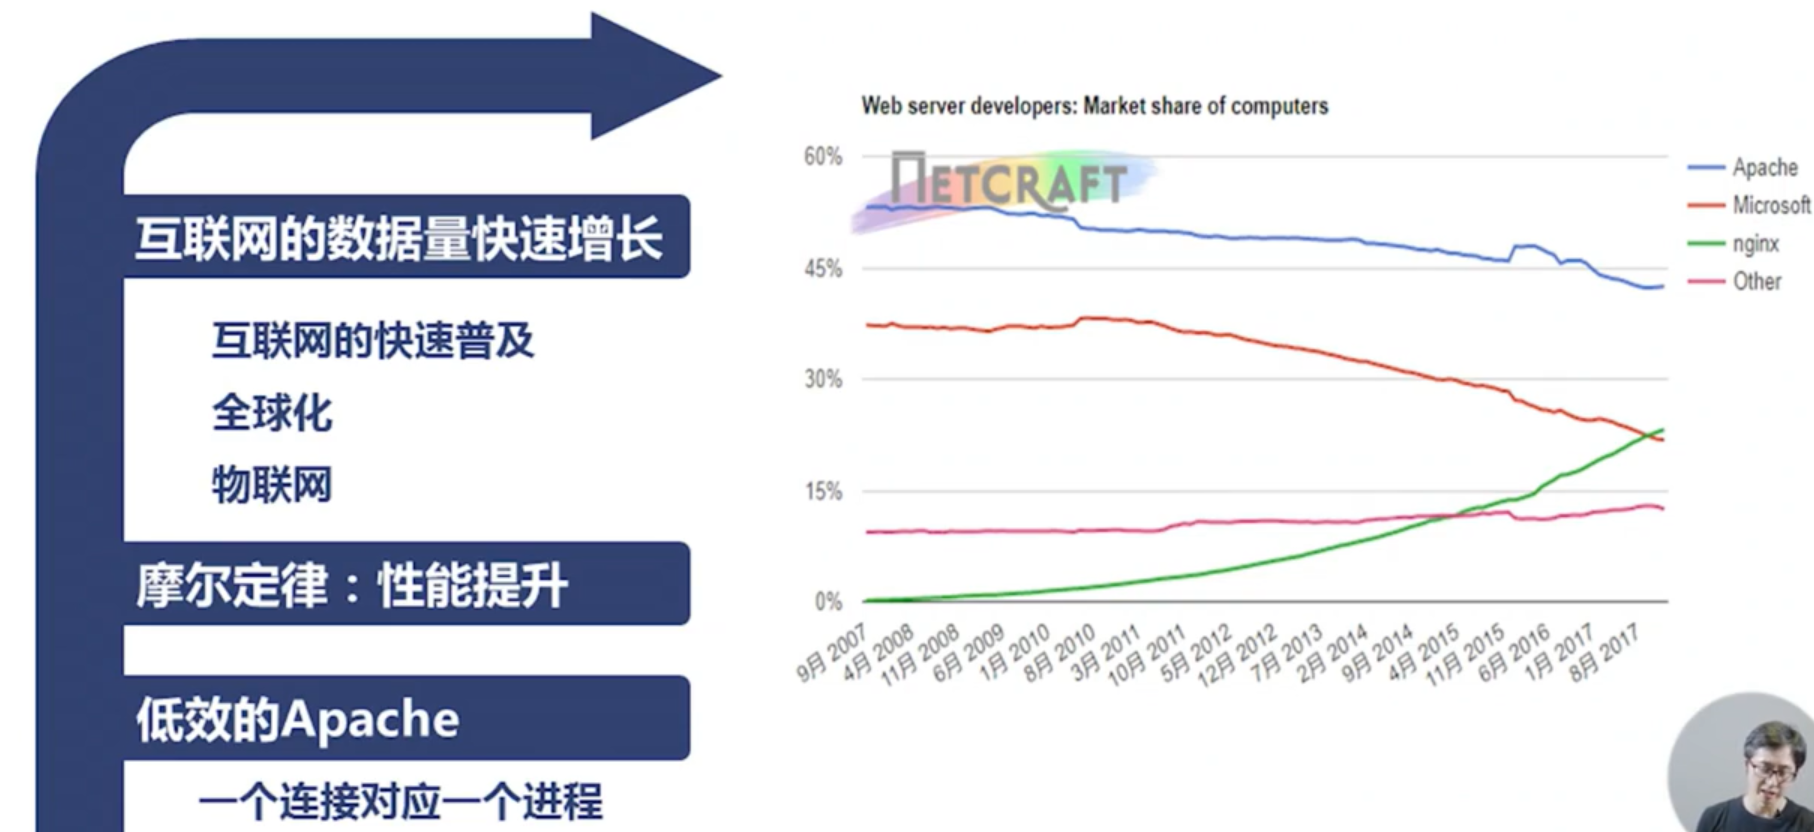 互联网的数据量快速增长
互联网的快速普及
全球化
物联网
摩尔定律：性能提升
低效的Apache
一个连接对应一个进程
Web server developers: Market share of computers
NETCRAFT
60%
45%
30%
15%
0%
9月 2007
4月 2008
11月 2008
6月 2009
1月 2010
8月 2010
3月 2011
10月 2011
5月 2012
12月 2012
7月 2013
2月 2014
9月 2014
4月 2015
11月 2015
6月 2016
1月 2017
8月 2017
Apache
Microsoft
nginx
Other